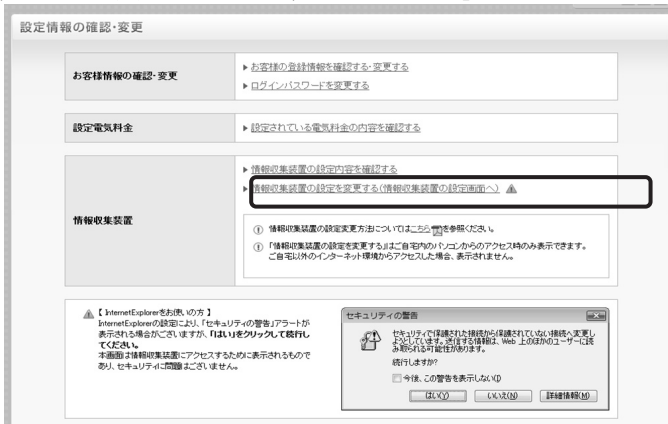 設定情報の確認・変更
お客様情報の確認・変更
お客様の登録情報を確認する・変更する
ログインパスワードを変更する
設定電気料金
設定されている電気料金の内容を確認する
情報収集装置
情報収集装置の設定内容を確認する
情報収集装置の設定を変更する(情報収集装置の設定画面へ)
情報収集装置の設定変更方法についてはこちらを参照ください。
「情報収集装置の設定を変更する」はご自宅内のパソコンからのアクセス時のみ表示できます。
ご自宅以外のインターネット環境からアクセスした場合、表示されません。
【InternetExplorerをお使いの方】
InternetExplorerの設定により、「セキュリティの警告」アラートが
表示される場合がございますが、「はい」をクリックして続行し
てください。
本画面は情報収集装置にアクセスするために表示されるもので
あり、セキュリティに問題はございません。
セキュリティの警告
セキュリティで保護された接続から保護されていない接続へ変更し
ようとしています。送信する情報は、Web 上のほかのユーザーに読
み取られる可能性があります。
続行しますか?
今後、この警告を表示しない(I)
はい(Y)
いいえ(N)
詳細情報(M)